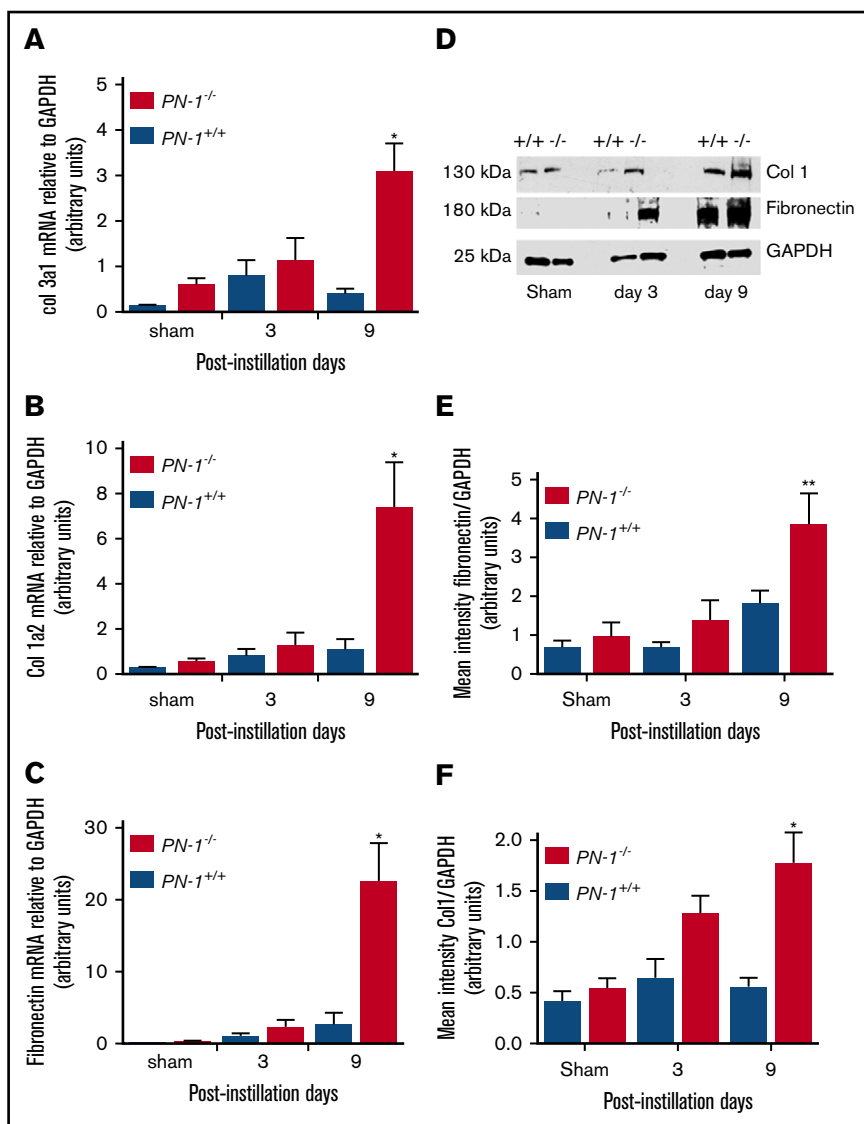 A
col 3a1 mRNA relative to GAPDH
(arbitrary units)
5
4
3
2
1
0
PN-1-/-
PN-1+/+
*
sham
3
9
Post-instillation days
B
Col 1a2 mRNA relative to GAPDH
(arbitrary units)
10
8
6
4
2
0
PN-1-/-
PN-1+/+
*
sham
3
9
Post-instillation days
C
Fibronectin mRNA relative to GAPDH
(arbitrary units)
30
20
10
0
PN-1-/-
PN-1+/+
*
sham
3
9
Post-instillation days
D
+/+ -/- +/+ -/- +/+ -/-
130 kDa Col 1
180 kDa Fibronectin
25 kDa GAPDH
Sham day 3 day 9
E
Mean intensity fibronectin/GAPDH
(arbitrary units)
5
4
3
2
1
0
PN-1-/-
PN-1+/+
**
Sham
3
9
Post-instillation days
F
Mean intensity Col1/GAPDH
(arbitrary units)
2.0
1.5
1.0
0.5
0.0
PN-1-/-
PN-1+/+
*
Sham
3
9
Post-instillation days